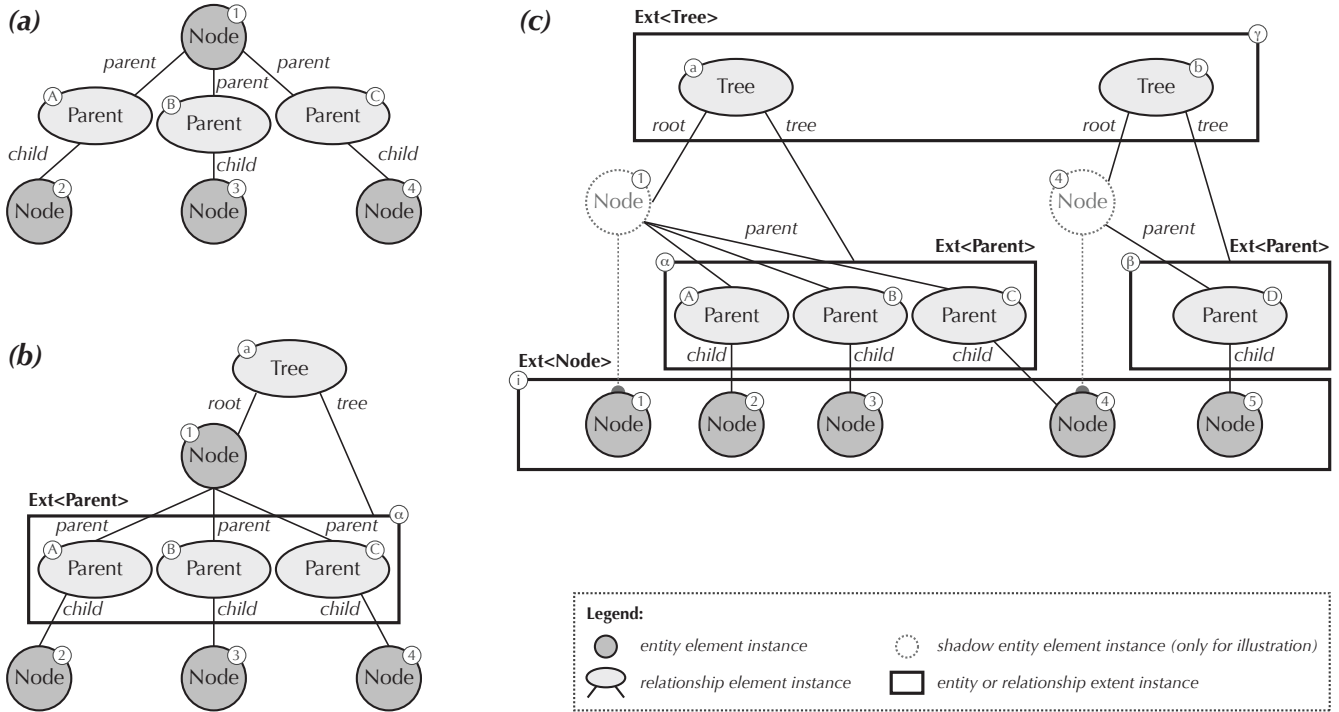 (a)
1
Node
parent parent parent
A B C
Parent Parent Parent
child child child
2 3 4
Node Node Node
(b)
a
Tree
root tree
1
Node
Ext<Parent>
α
parent parent parent
A B C
Parent Parent Parent
child child child
2 3 4
Node Node Node
(c)
Ext<Tree>
γ
a b
Tree Tree
root tree root tree
1 4
Node Node
parent parent
Ext<Parent> Ext<Parent>
α β
A B C D
Parent Parent Parent Parent
child child child child
Ext<Node>
i
1 2 3 4 5
Node Node Node Node Node
Legend:
entity element instance
shadow entity element instance (only for illustration)
relationship element instance
entity or relationship extent instance